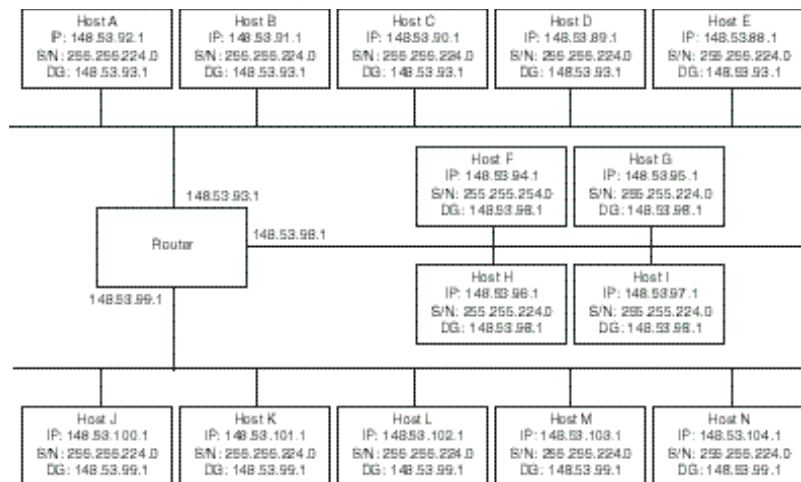 Host A
IP: 148.53.92.1
S/N: 255.255.224.0
DG: 148.53.93.1
Host B
IP: 148.53.91.1
S/N: 255.255.224.0
DG: 148.53.93.1
Host C
IP: 148.53.90.1
S/N: 255.255.224.0
DG: 148.53.93.1
Host D
IP: 148.53.89.1
S/N: 255.255.224.0
DG: 148.53.93.1
Host E
IP: 148.53.88.1
S/N: 255.255.224.0
DG: 148.53.93.1
148.53.93.1
Router
148.53.98.1
148.53.99.1
Host F
IP: 148.53.94.1
S/N: 255.255.254.0
DG: 148.53.98.1
Host G
IP: 148.53.95.1
S/N: 255.255.224.0
DG: 148.53.98.1
Host H
IP: 148.53.96.1
S/N: 255.255.224.0
DG: 148.53.98.1
Host I
IP: 148.53.97.1
S/N: 255.255.224.0
DG: 148.53.98.1
Host J
IP: 148.53.100.1
S/N: 255.255.224.0
DG: 148.53.99.1
Host K
IP: 148.53.101.1
S/N: 255.255.224.0
DG: 148.53.99.1
Host L
IP: 148.53.102.1
S/N: 255.255.224.0
DG: 148.53.99.1
Host M
IP: 148.53.103.1
S/N: 255.255.224.0
DG: 148.53.99.1
Host N
IP: 148.53.104.1
S/N: 255.255.224.0
DG: 148.53.99.1